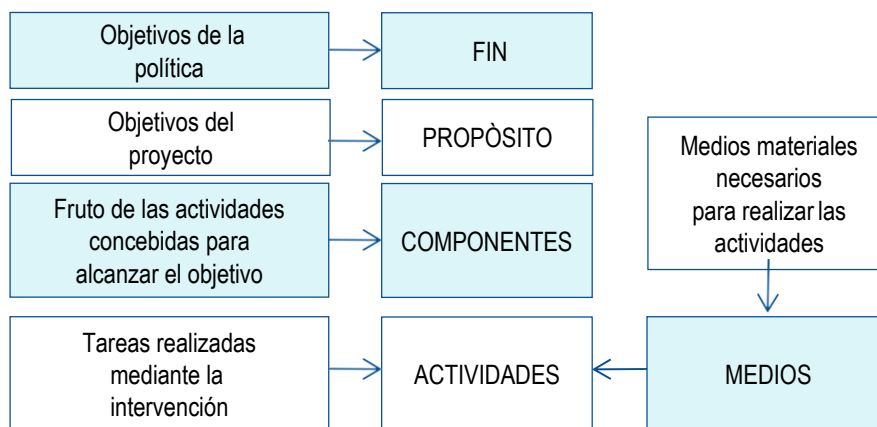 Objetivos de la
política
FIN
Objetivos del
proyecto
PROPÒSITO
Fruto de las actividades
concebidas para
alcanzar el objetivo
COMPONENTES
Medios materiales
necesarios
para realizar las
actividades
Tareas realizadas
mediante la
intervención
ACTIVIDADES
MEDIOS